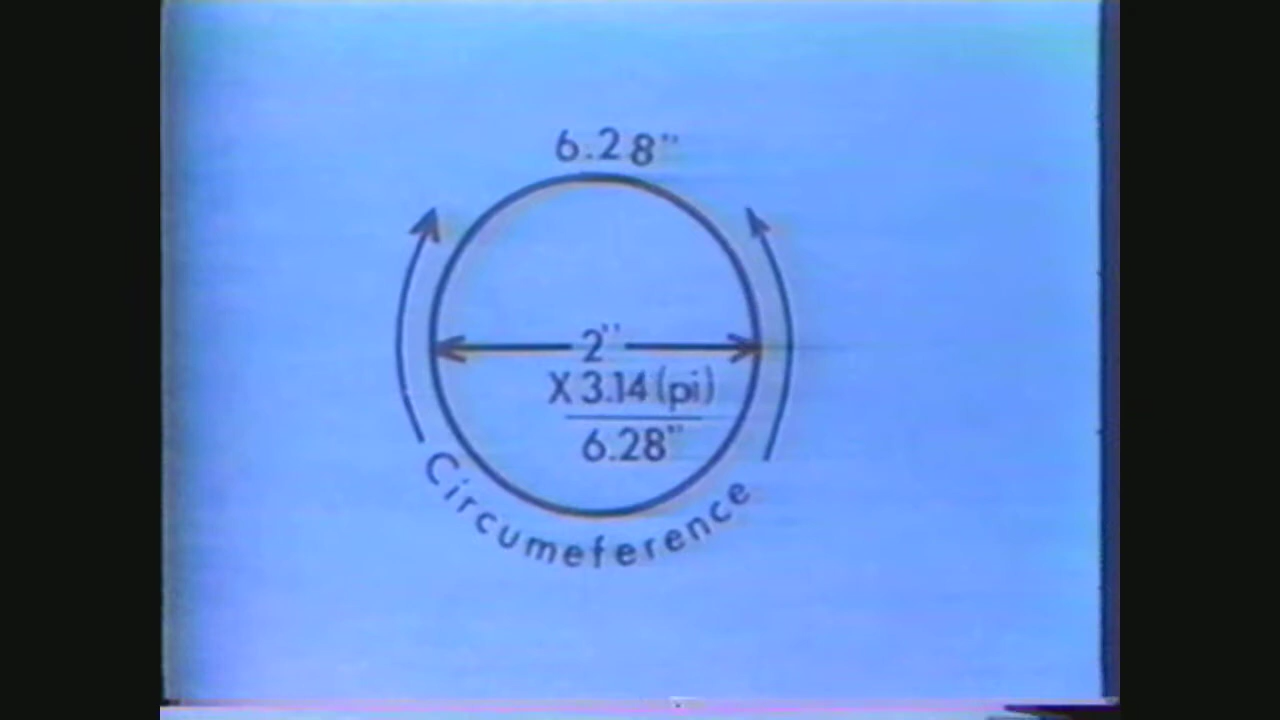 6.28"
2"
X 3.14 (pi)
6.28"
Circumeference